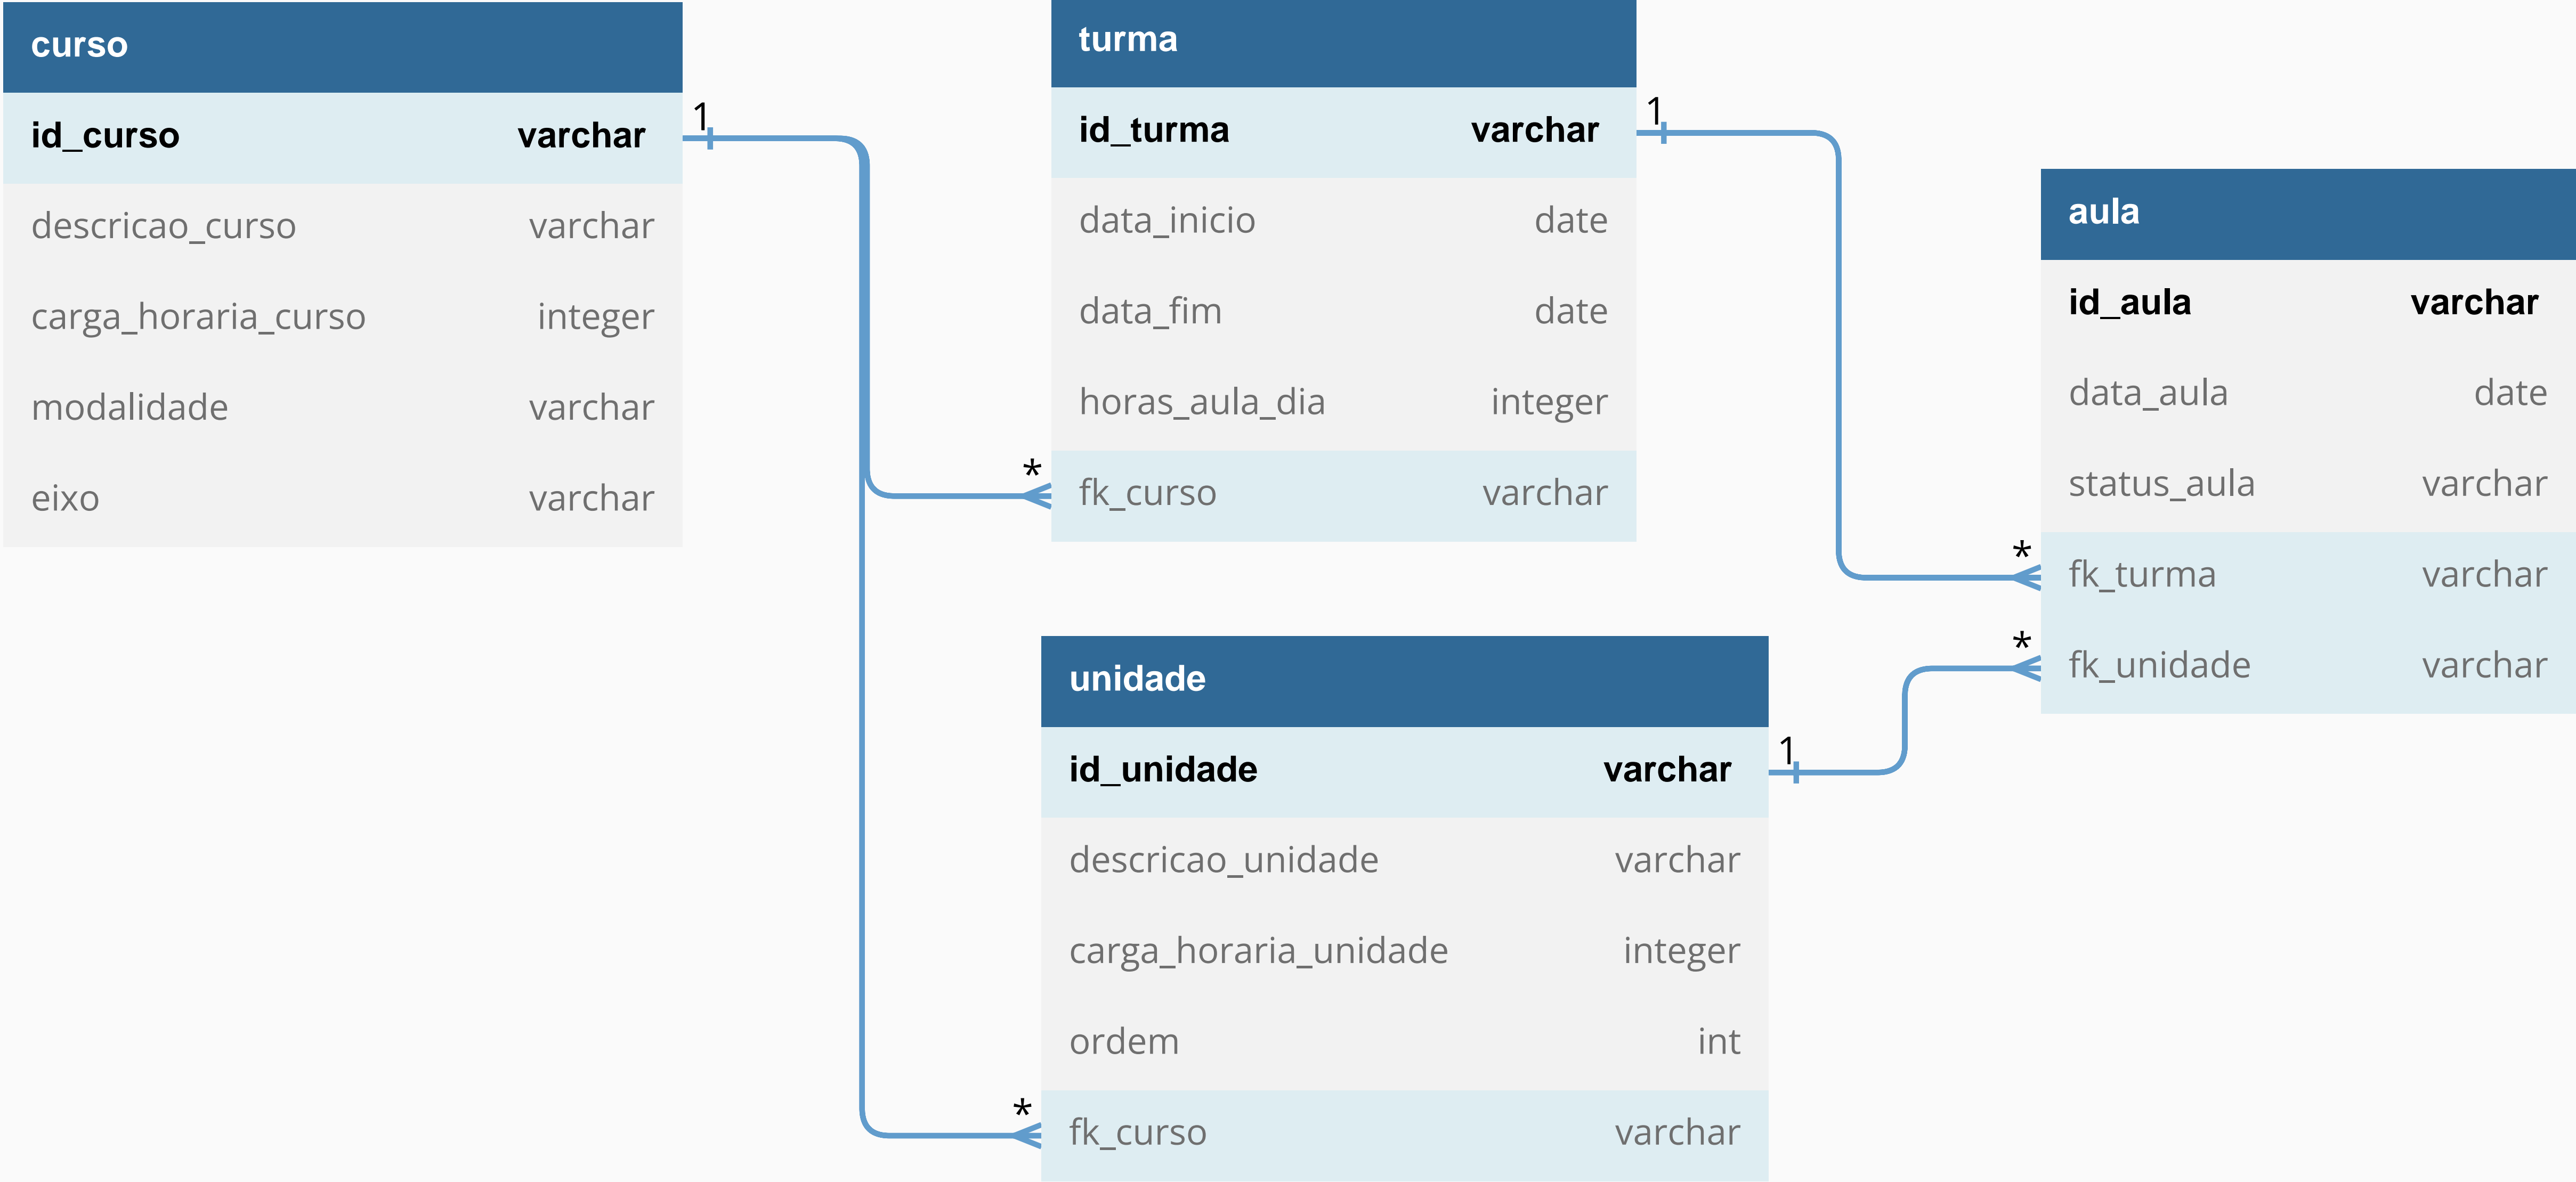 curso
id_curso varchar
descricao_curso varchar
carga_horaria_curso integer
modalidade varchar
eixo varchar
1
*
*
turma
id_turma varchar
data_inicio date
data_fim date
horas_aula_dia integer
fk_curso varchar
1
*
unidade
id_unidade varchar
descricao_unidade varchar
carga_horaria_unidade integer
ordem int
fk_curso varchar
1
*
aula
id_aula varchar
data_aula date
status_aula varchar
fk_turma varchar
fk_unidade varchar